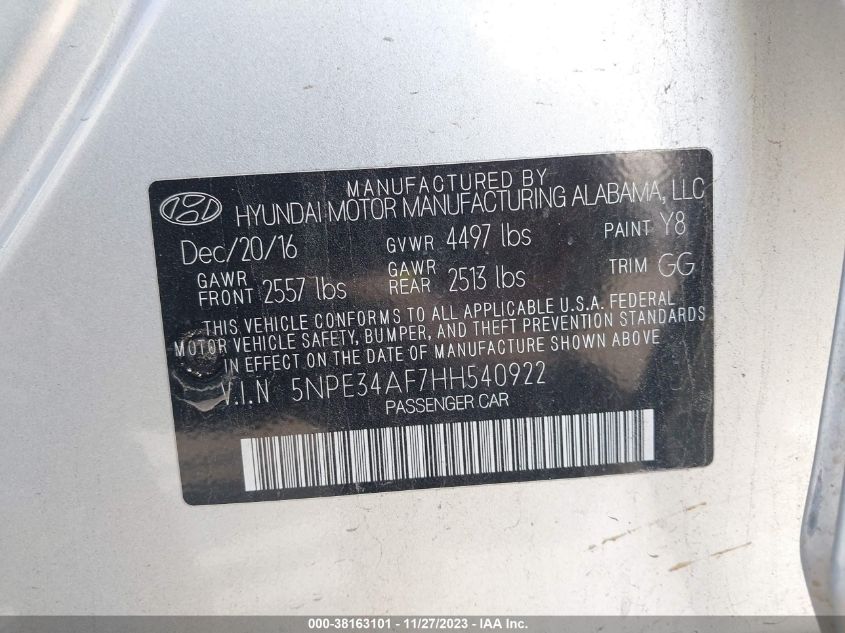 MANUFACTURED BY
HYUNDAI MOTOR MANUFACTURING ALABAMA, LLC
Dec/20/16 GVWR 4497 lbs PAINT Y8
GAWR FRONT 2557 lbs GAWR REAR 2513 lbs TRIM GG
THIS VEHICLE CONFORMS TO ALL APPLICABLE U.S.A. FEDERAL
MOTOR VEHICLE SAFETY, BUMPER, AND THEFT PREVENTION STANDARDS
IN EFFECT ON THE DATE OF MANUFACTURE SHOWN ABOVE.
V.I.N 5NPE34AF7HH540922
PASSENGER CAR
000-38163101 - 11/27/2023 - IAA Inc.